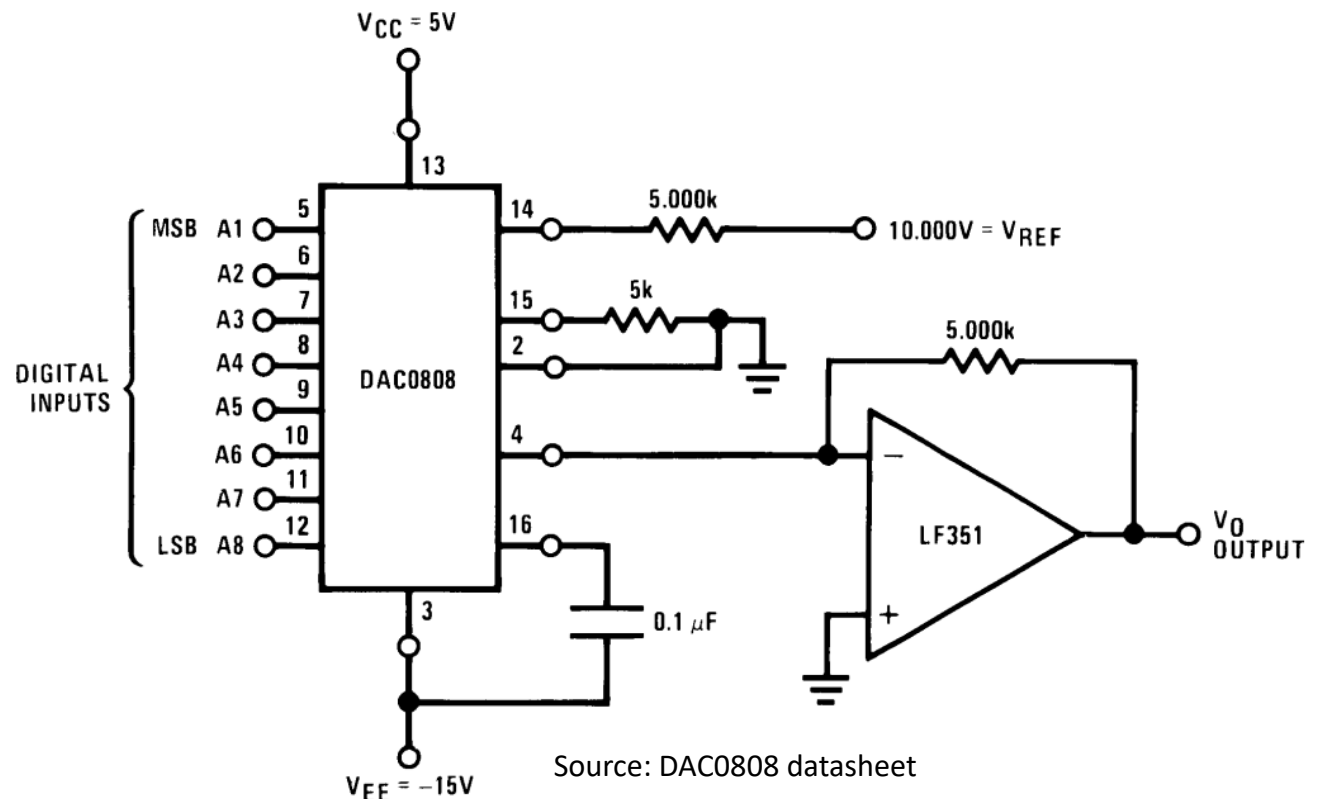 VCC = 5V
13
MSB A1 5
A2 6
A3 7
A4 8
A5 9
A6 10
A7 11
LSB A8 12
DIGITAL
INPUTS
DAC0808
14 5.000k 10.000V = VREF
15 5k
2
4
16
0.1 μF
3
VEE = −15V
5.000k
−
LF351
+
VO
OUTPUT
Source: DAC0808 datasheet